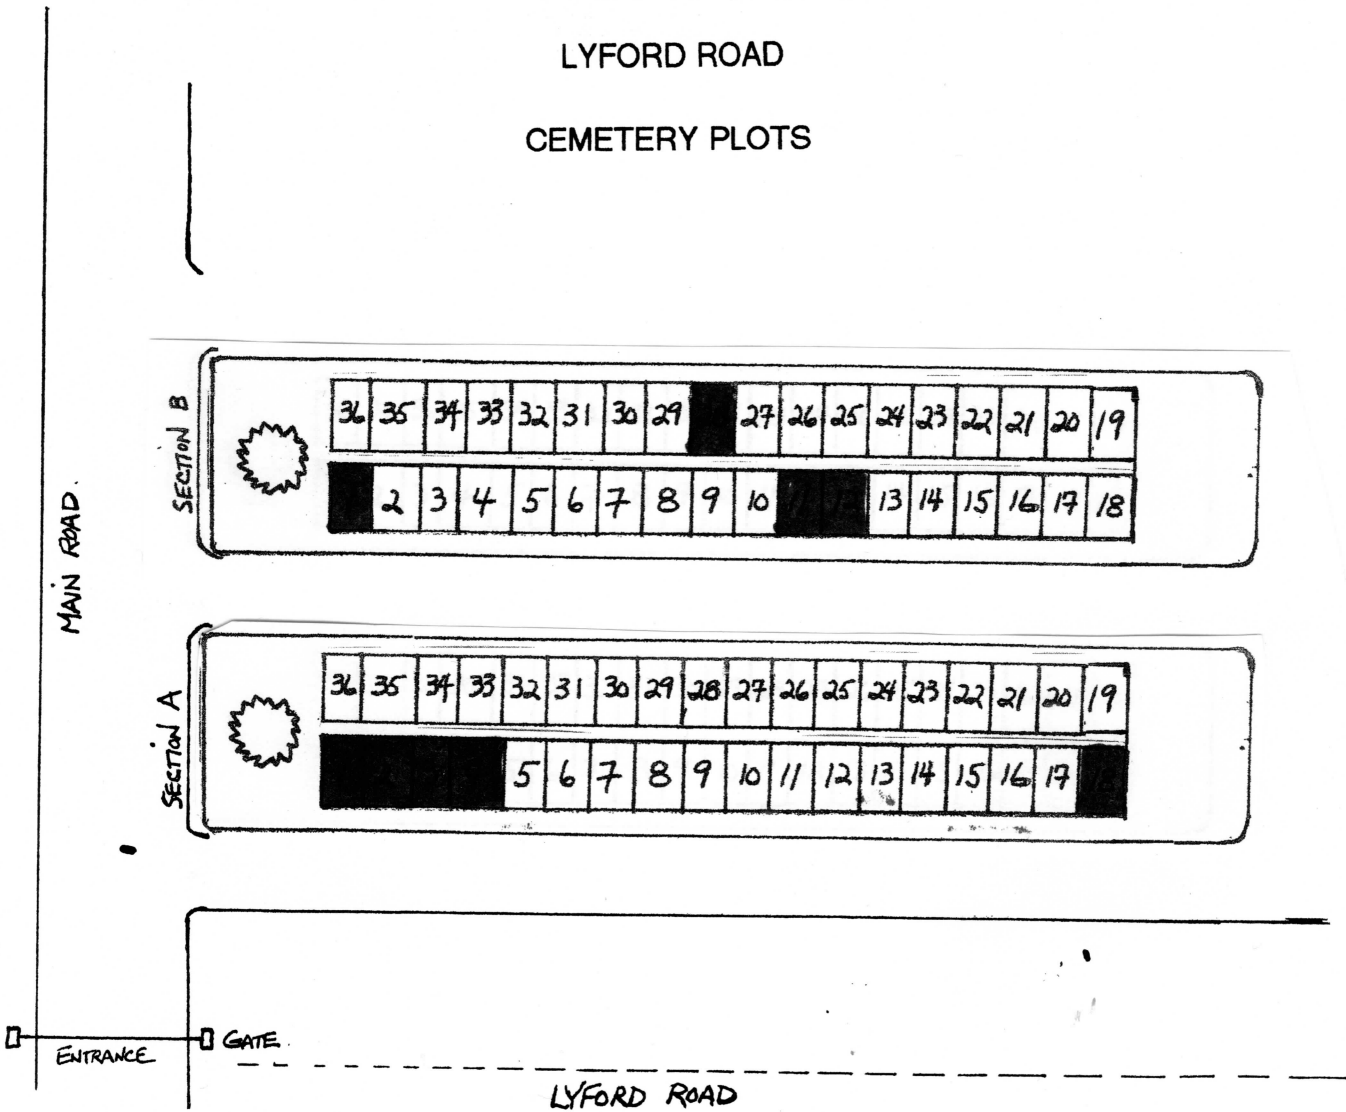 LYFORD ROAD
CEMETERY PLOTS
SECTION B
36 35 34 33 32 31 30 29 27 26 25 24 23 22 21 20 19
2 3 4 5 6 7 8 9 10 11 12 13 14 15 16 17 18
MAIN ROAD.
SECTION A
36 35 34 33 32 31 30 29 28 27 26 25 24 23 22 21 20 19
5 6 7 8 9 10 11 12 13 14 15 16 17 18
GATE
ENTRANCE
LYFORD ROAD